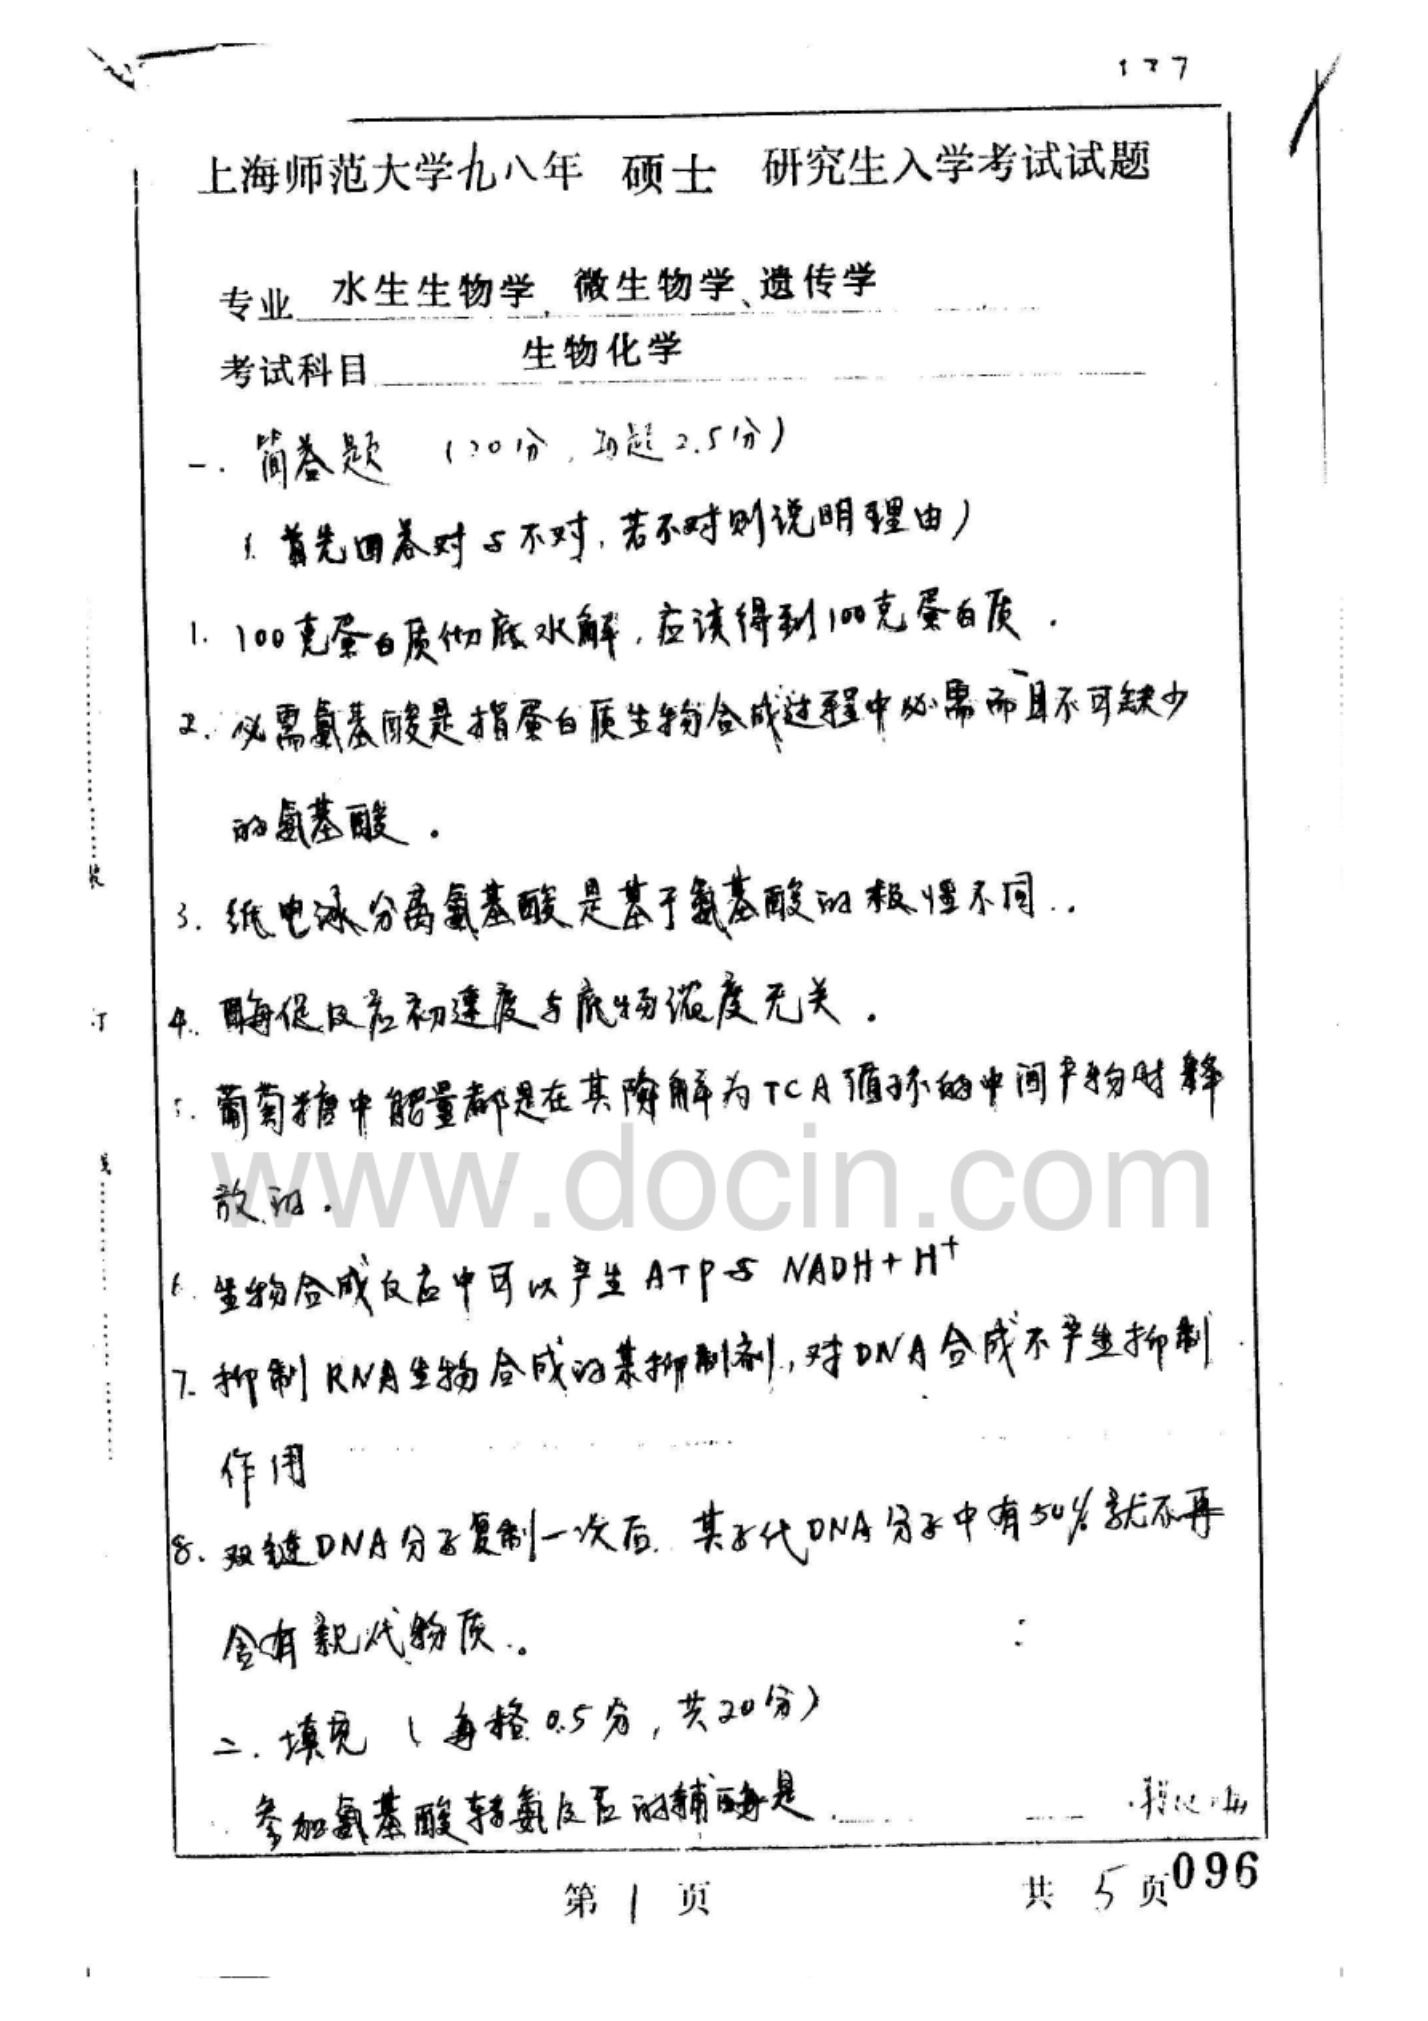 137
上海师范大学九八年 硕士 研究生入学考试试题
专业 水生生物学、微生物学、遗传学
考试科目 生物化学
一. 简答题 (20分, 每题2.5分)
(首先回答对与不对, 若不对则说明理由)
1. 100克蛋白质彻底水解, 应该得到100克蛋白质.
2. 必需氨基酸是指蛋白质生物合成过程中必需而且不可缺少
的氨基酸.
3. 纸电泳分离氨基酸是基于氨基酸的极性不同.
4. 酶促反应初速度与底物浓度无关.
5. 葡萄糖中能量都是在其降解为TCA循环的中间产物时释
放的.
6. 生物合成反应中可以产生ATP与NADH+H⁺
7. 抑制RNA生物合成的某抑制剂, 对DNA合成不产生抑制
作用
8. 双链DNA分子复制一次后. 其子代DNA分子中有50%就不再
含有亲代物质.
二. 填充 (每格0.5分, 共20分)
参加氨基酸转氨反应的辅酶是
第1页
共5页
096
装
订
www.docin.com